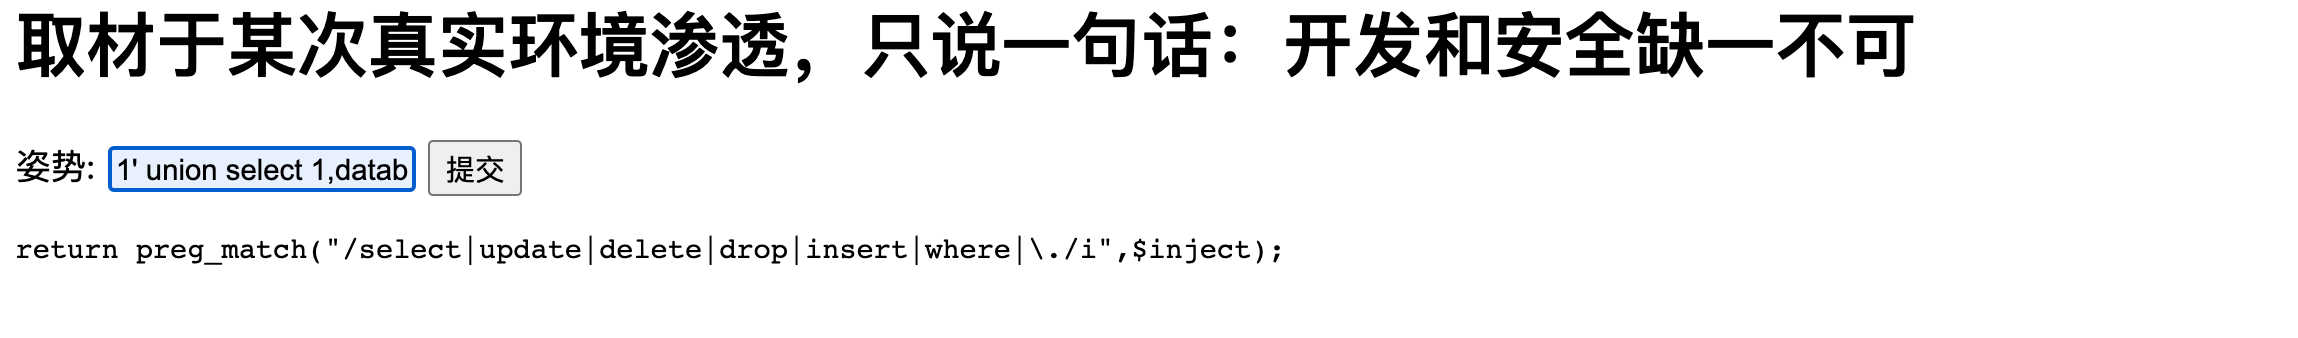 取材于某次真实环境渗透，只说一句话：开发和安全缺一不可
姿势: 1' union select 1,datab 提交
return preg_match("/select|update|delete|drop|insert|where|\./i",$inject);